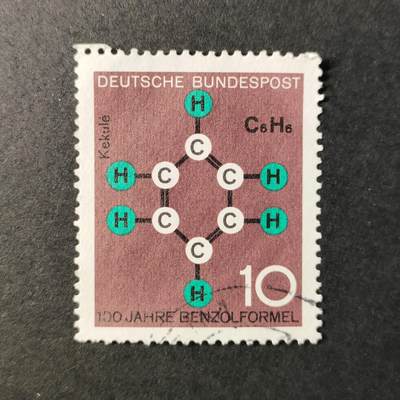 DEUTSCHE BUNDESPOST
Kekulé
C₆H₆
H
C
C C
H H
H H
C C
C
H
10
100 JAHRE BENZOLFORMEL